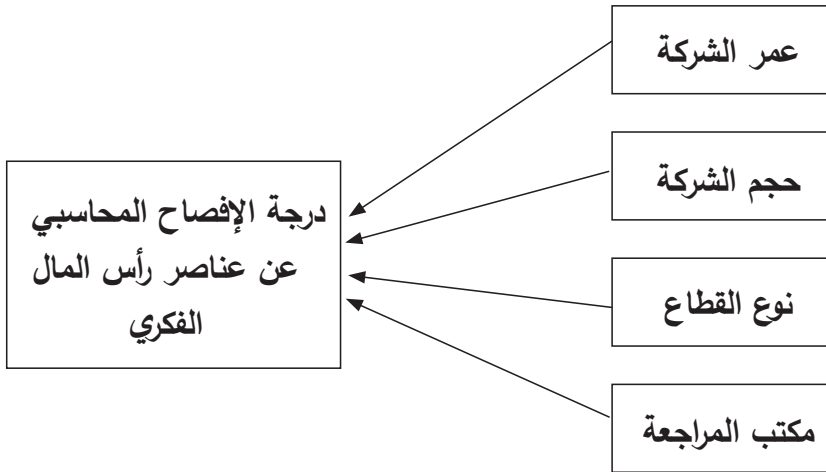 عمر الشركة
حجم الشركة
درجة الإفصاح المحاسبي
عن عناصر رأس المال
الفكري
نوع القطاع
مكتب المراجعة